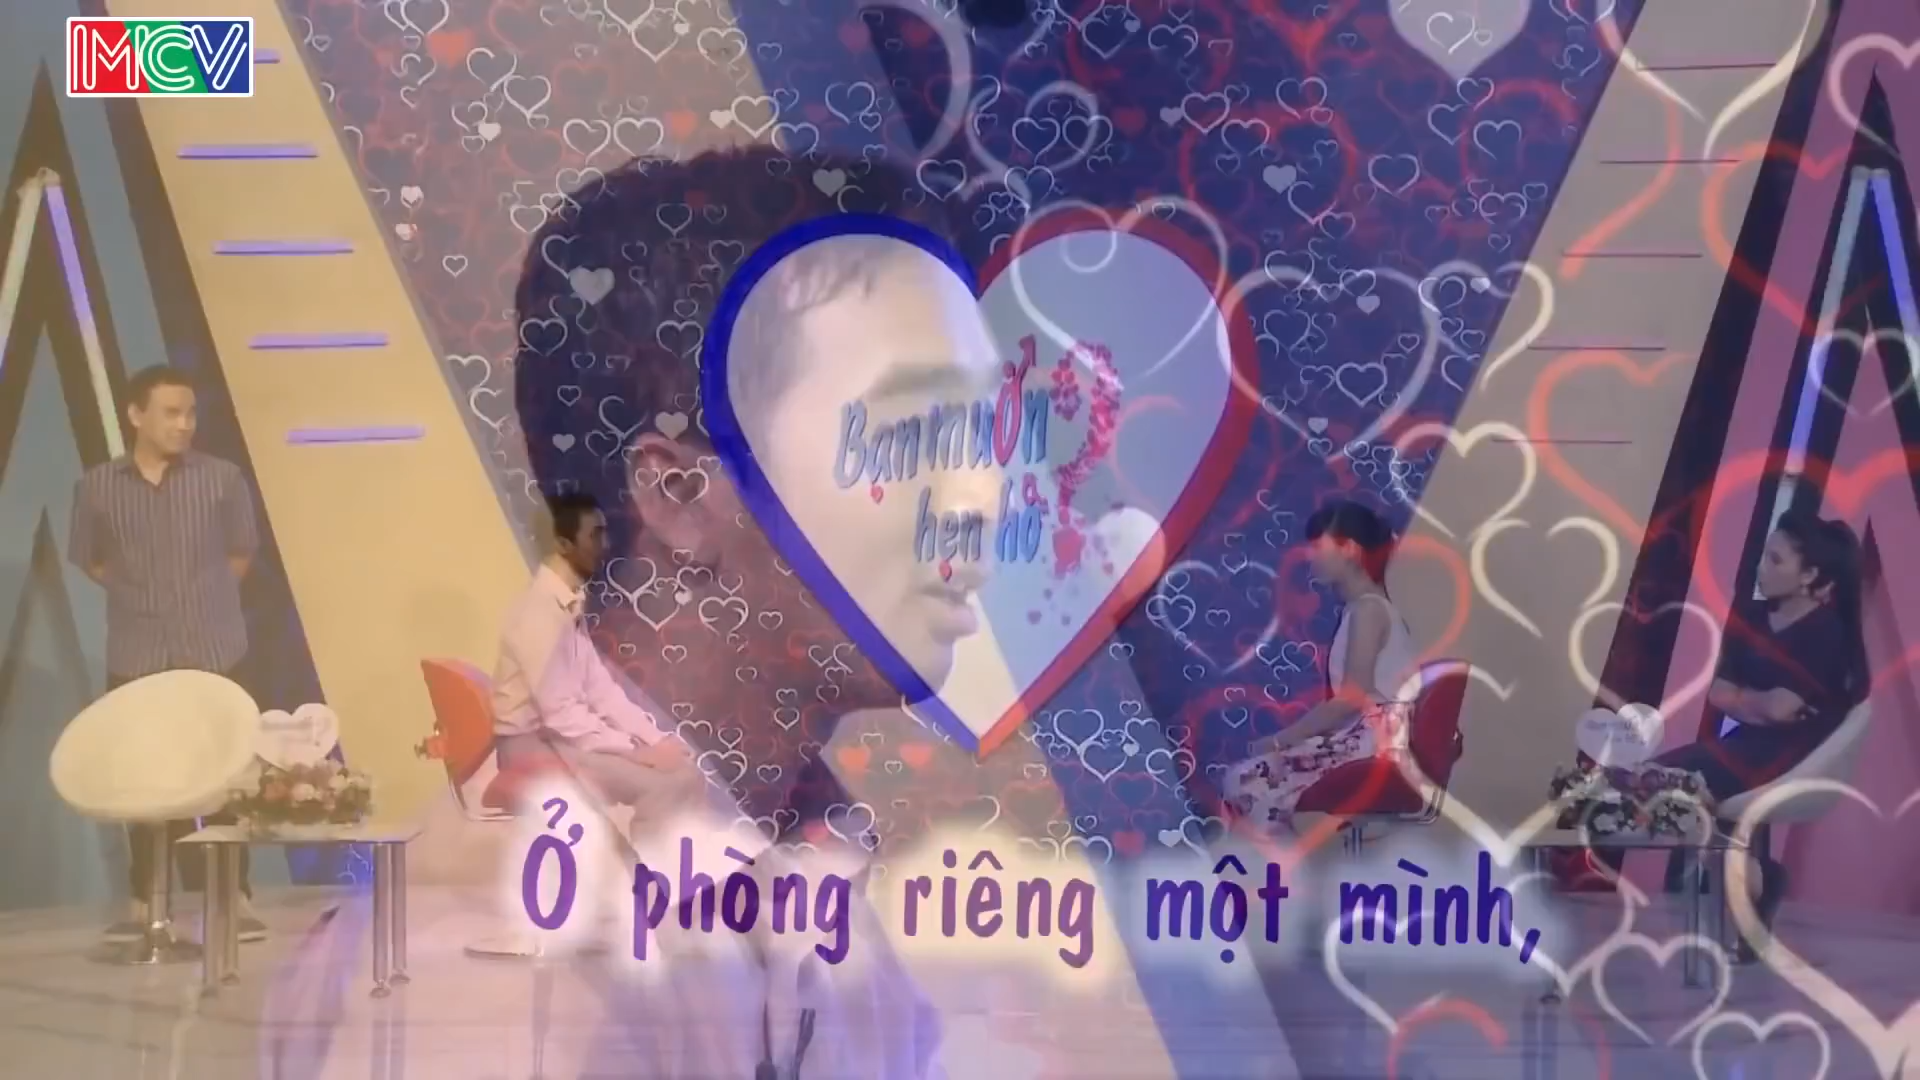 MCV
Bạn muốn
hẹn hò
Ở phòng riêng một mình,